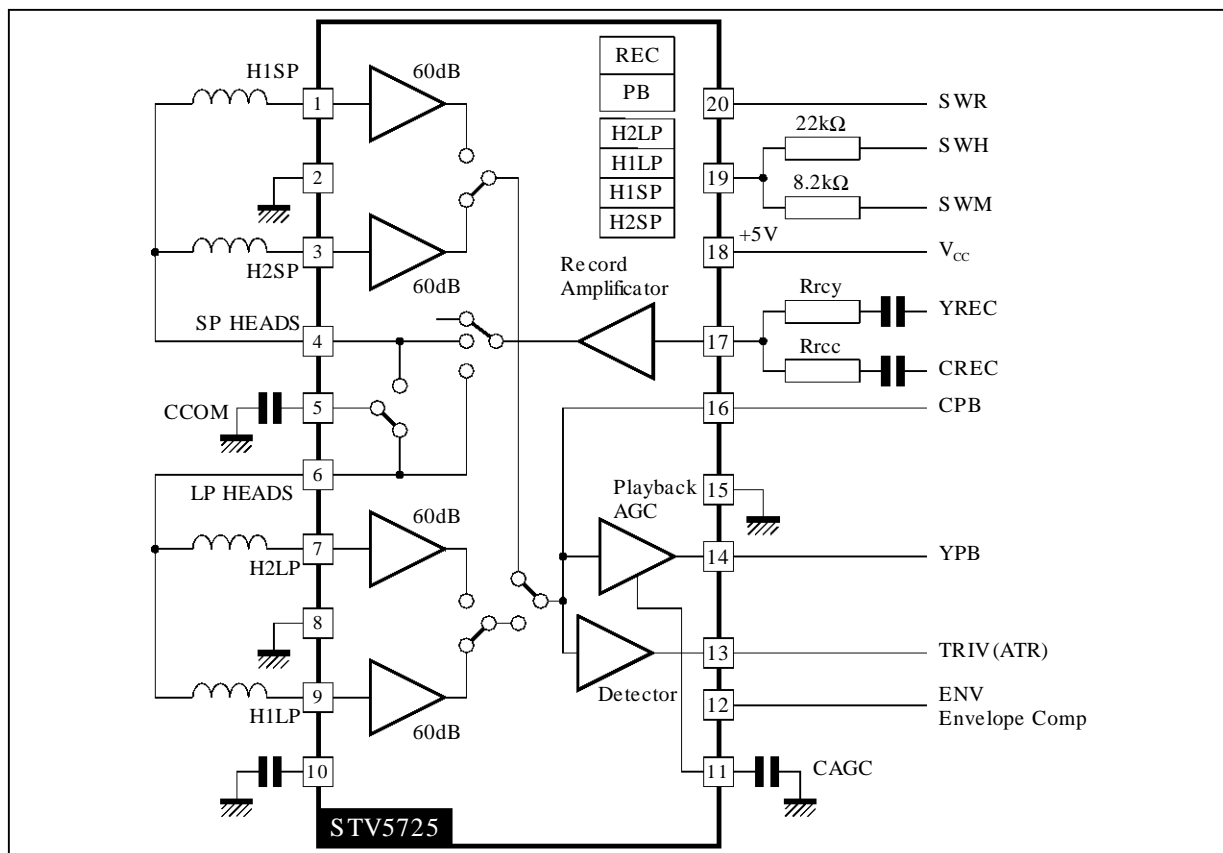 H1SP
60dB
REC
PB
1
20
SWR
H2LP
H1LP
H1SP
H2SP
22kΩ
SWH
2
19
8.2kΩ
SWM
3
18
+5V
VCC
H2SP
60dB
Record
Amplificator
Rrcy
YREC
SP HEADS
4
17
Rrcc
CREC
CCOM
5
16
CPB
6
LP HEADS
60dB
Playback
AGC
15
7
H2LP
14
YPB
8
13
TRIV(ATR)
Detector
9
H1LP
60dB
12
ENV
Envelope Comp
10
11
CAGC
STV5725